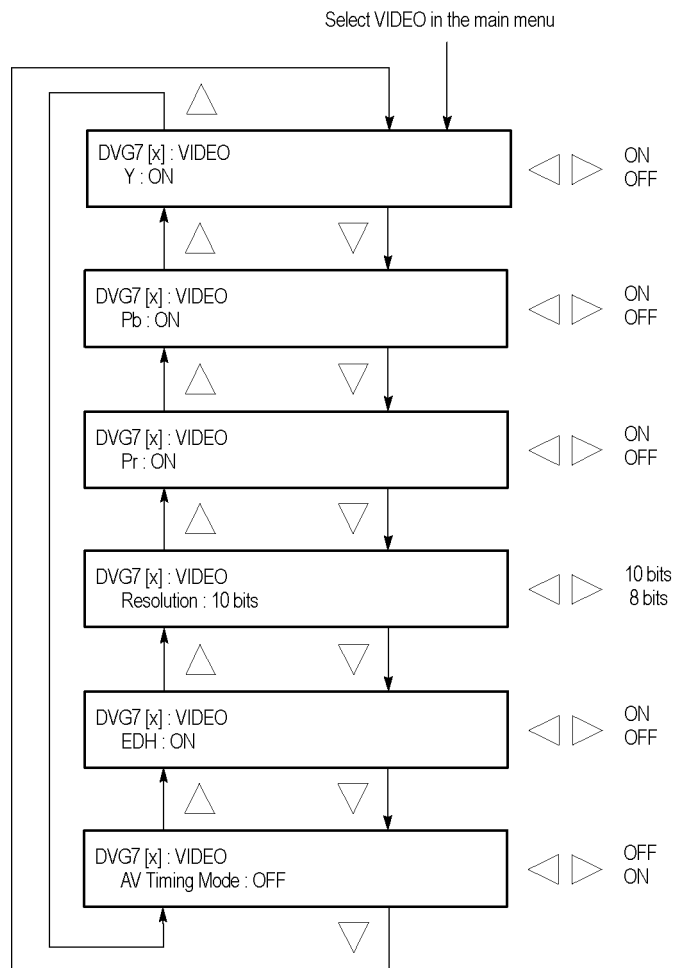 Select VIDEO in the main menu
DVG7 [x] : VIDEO
Y : ON
ON
OFF
DVG7 [x] : VIDEO
Pb : ON
ON
OFF
DVG7 [x] : VIDEO
Pr : ON
ON
OFF
DVG7 [x] : VIDEO
Resolution : 10 bits
10 bits
8 bits
DVG7 [x] : VIDEO
EDH : ON
ON
OFF
DVG7 [x] : VIDEO
AV Timing Mode : OFF
OFF
ON